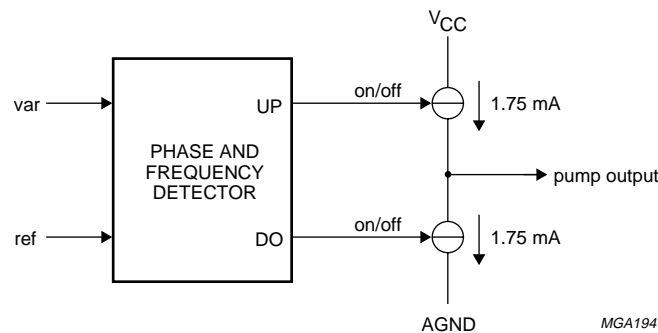 VCC
var
UP
on/off
1.75 mA
PHASE AND
FREQUENCY
DETECTOR
pump output
ref
DO
on/off
1.75 mA
AGND
MGA194